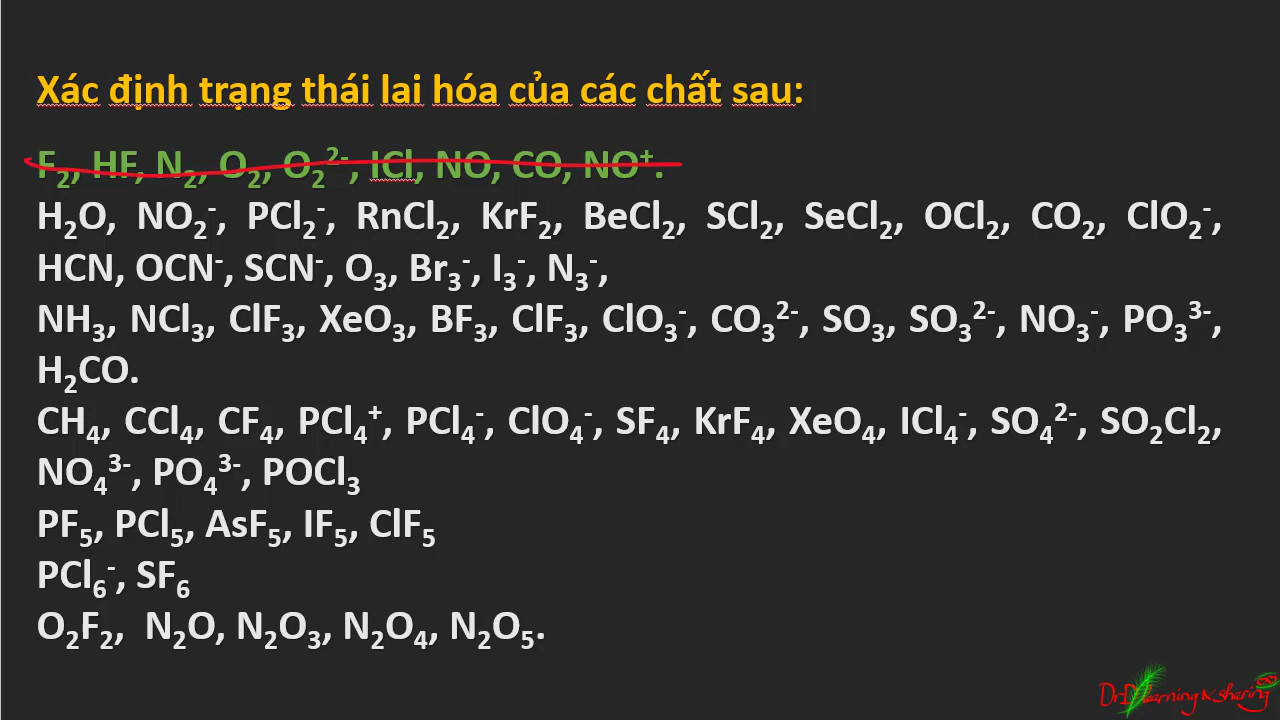 Xác định trạng thái lai hóa của các chất sau:
F₂, HF, N₂, O₂, O₂²⁻, ICl, NO, CO, NO⁺.
H₂O, NO₂⁻, PCl₂⁻, RnCl₂, KrF₂, BeCl₂, SCl₂, SeCl₂, OCl₂, CO₂, ClO₂⁻,
HCN, OCN⁻, SCN⁻, O₃, Br₃⁻, I₃⁻, N₃⁻,
NH₃, NCl₃, ClF₃, XeO₃, BF₃, ClF₃, ClO₃⁻, CO₃²⁻, SO₃, SO₃²⁻, NO₃⁻, PO₃³⁻,
H₂CO.
CH₄, CCl₄, CF₄, PCl₄⁺, PCl₄⁻, ClO₄⁻, SF₄, KrF₄, XeO₄, ICl₄⁻, SO₄²⁻, SO₂Cl₂,
NO₄³⁻, PO₄³⁻, POCl₃
PF₅, PCl₅, AsF₅, IF₅, ClF₅
PCl₆⁻, SF₆
O₂F₂, N₂O, N₂O₃, N₂O₄, N₂O₅.